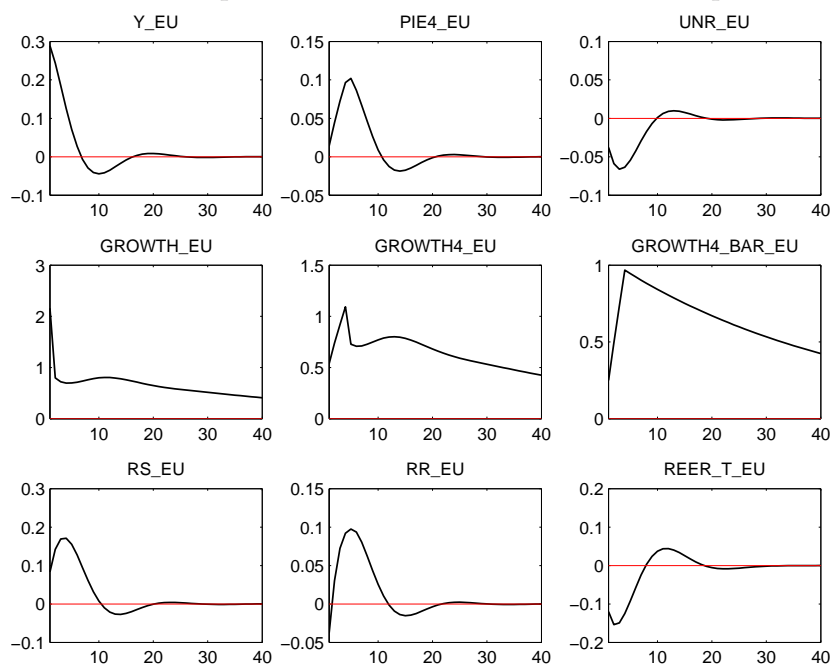 Y_EU PIE4_EU UNR_EU
0.3 0.15 0.1
0.2 0.1 0.05
0.1 0.05 0
0 0 −0.05
−0.1 −0.05 −0.1
10 20 30 40 10 20 30 40 10 20 30 40
GROWTH_EU GROWTH4_EU GROWTH4_BAR_EU
3 1.5 1
2 1 0.5
1 0.5 0
0 0
10 20 30 40 10 20 30 40 10 20 30 40
RS_EU RR_EU REER_T_EU
0.3 0.15 0.2
0.2 0.1 0.1
0.1 0.05 0
0 0 −0.1
−0.1 −0.05 −0.2
10 20 30 40 10 20 30 40 10 20 30 40